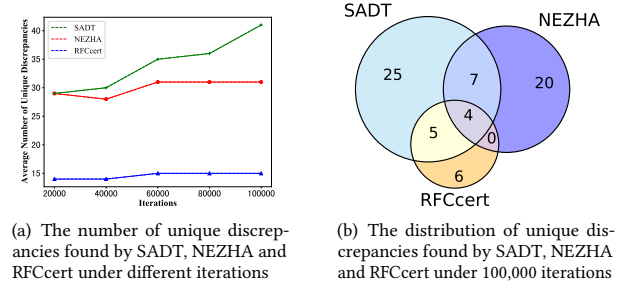 SADT
NEZHA
RFCcert
Average Number of Unique Discrepancies
40
35
30
25
20
15
20000 40000 60000 80000 100000
Iterations
(a) The number of unique discrep-
ancies found by SADT, NEZHA and
RFCcert under different iterations
SADT
NEZHA
25
7
20
4
5
0
6
RFCcert
(b) The distribution of unique dis-
crepancies found by SADT, NEZHA
and RFCcert under 100,000 iterations